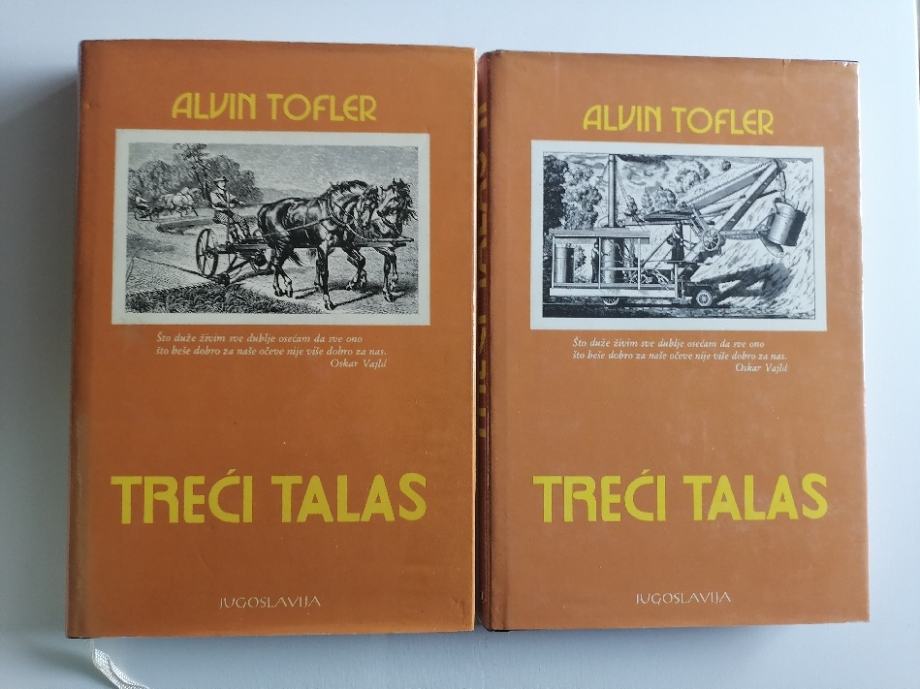 ALVIN TOFLER
Što duže živim sve dublje osećam da sve ono
što beše dobro za naše očeve nije više dobro za nas.
Oskar Vajld
TREĆI TALAS
JUGOSLAVIJA
ALVIN TOFLER
Što duže živim sve dublje osećam da sve ono
što beše dobro za naše očeve nije više dobro za nas.
Oskar Vajld
TREĆI TALAS
JUGOSLAVIJA